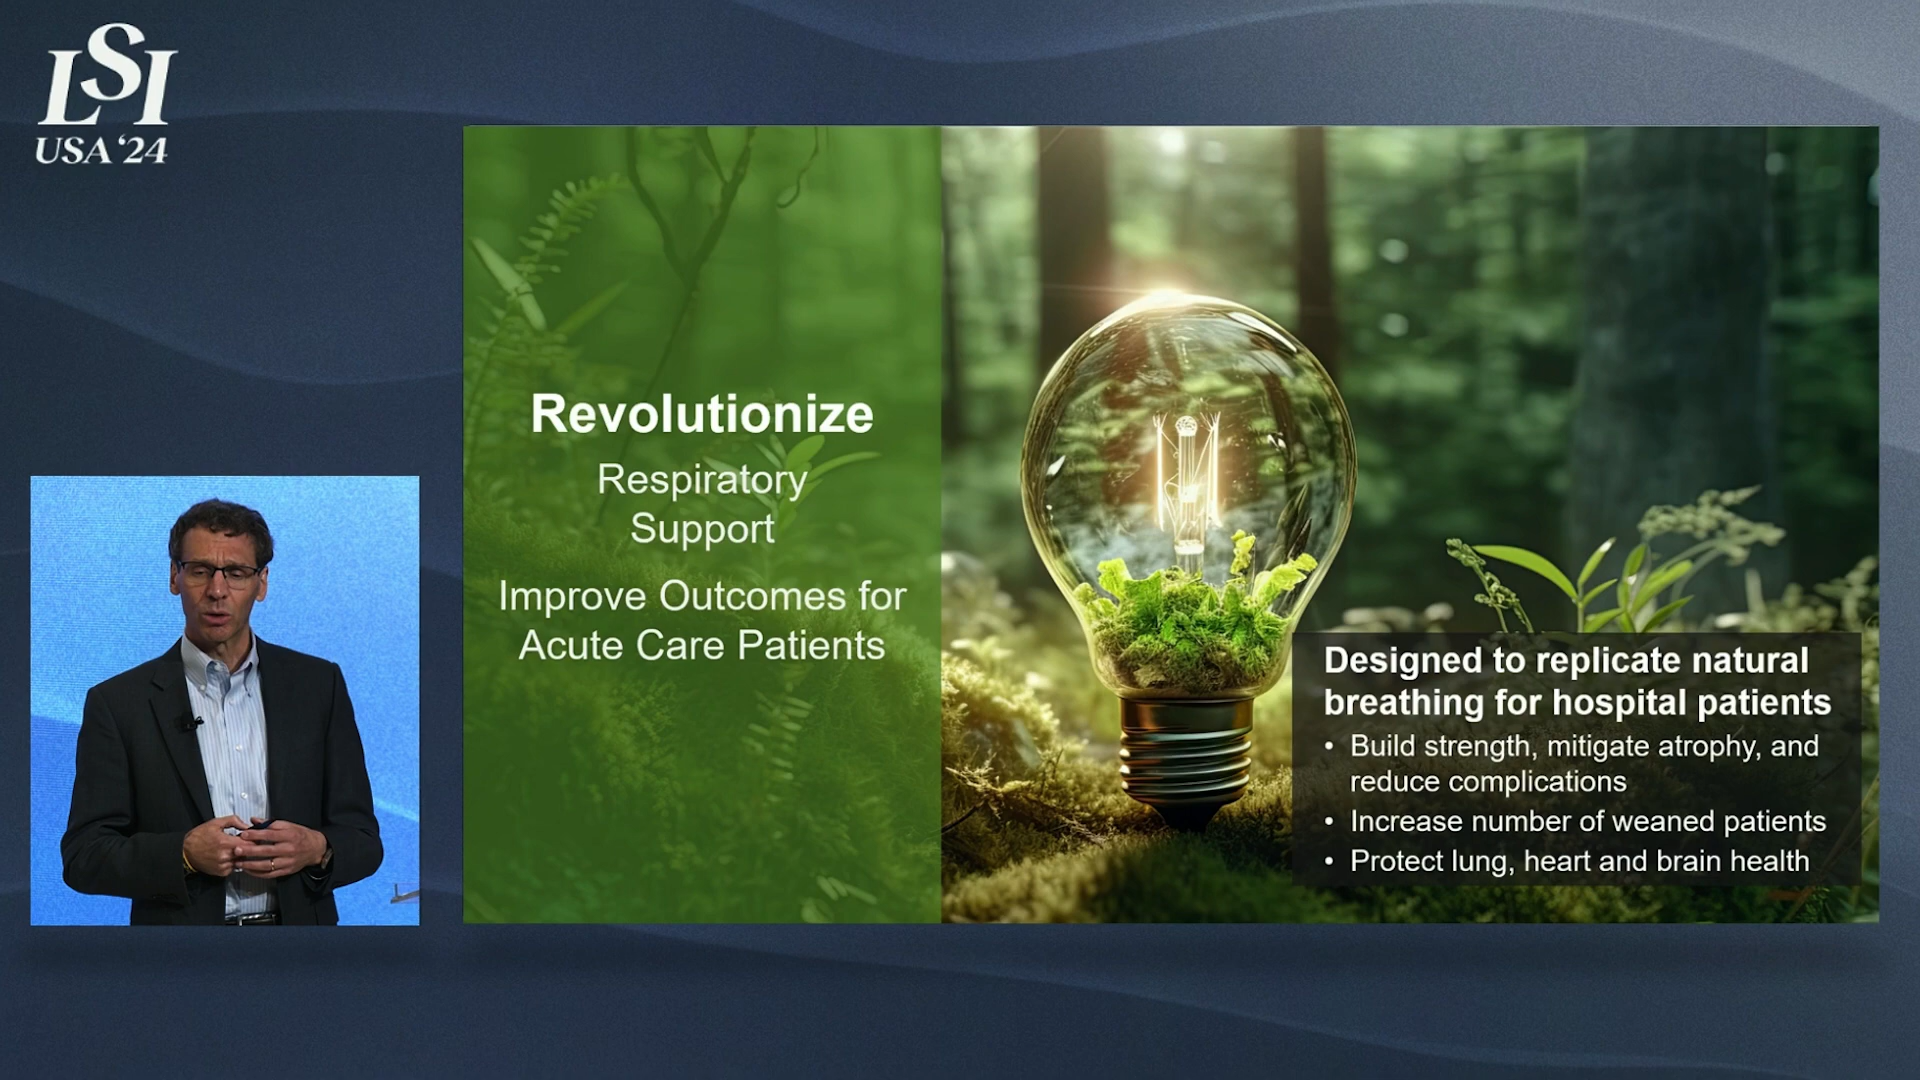 LSI
USA '24
Revolutionize
Respiratory
Support
Improve Outcomes for
Acute Care Patients
Designed to replicate natural
breathing for hospital patients
• Build strength, mitigate atrophy, and
reduce complications
• Increase number of weaned patients
• Protect lung, heart and brain health